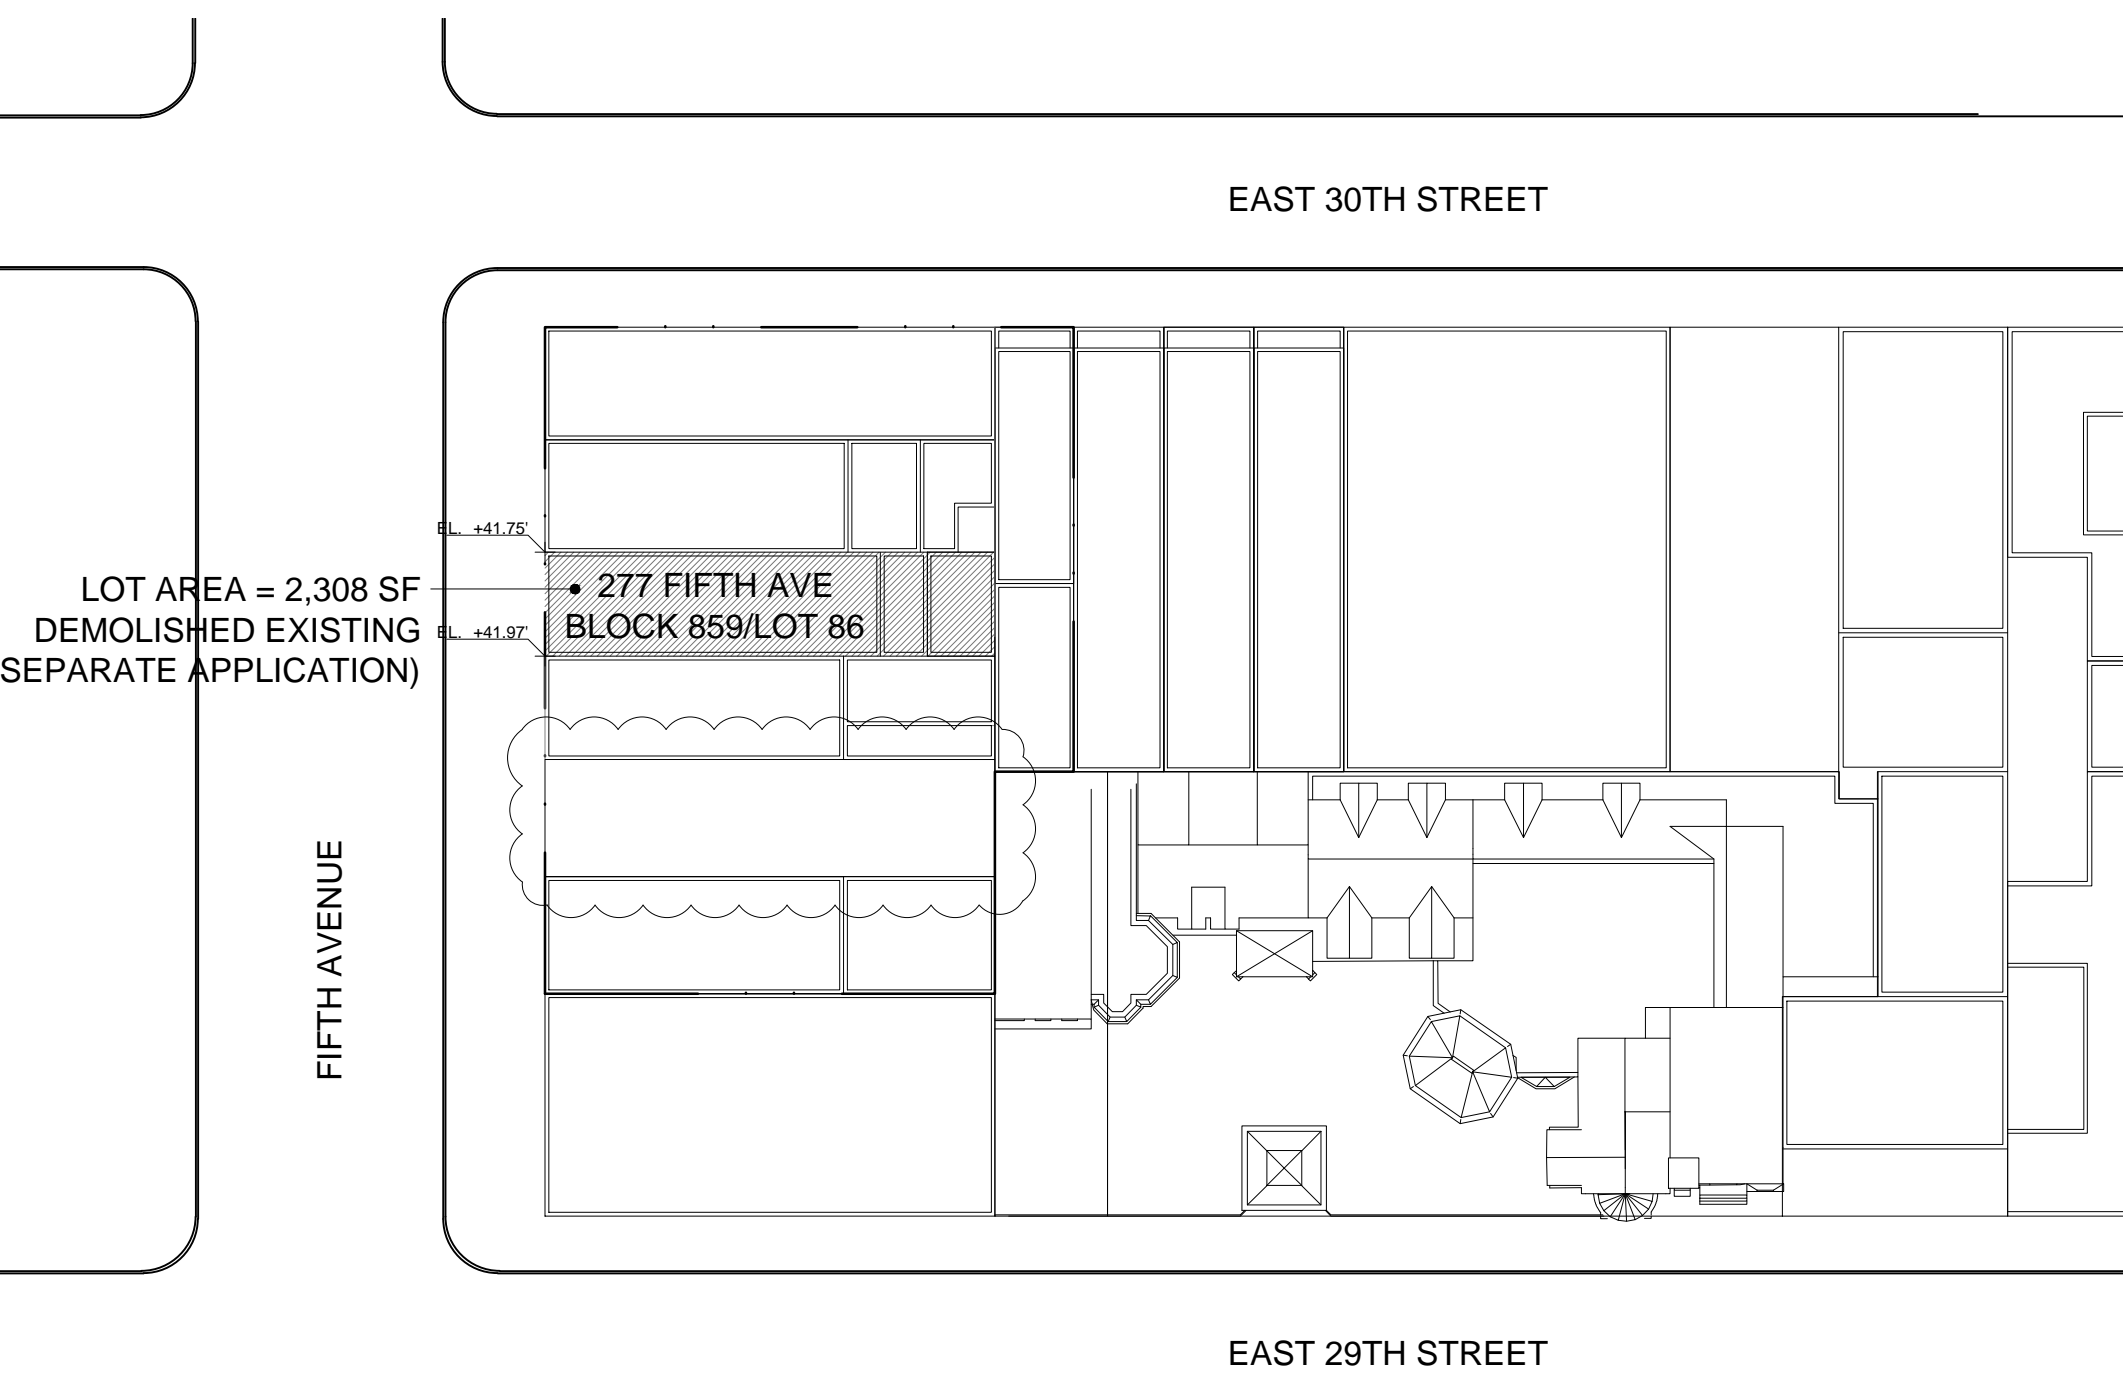 EAST 30TH STREET
EL. +41.75'
LOT AREA = 2,308 SF
DEMOLISHED EXISTING
SEPARATE APPLICATION)
277 FIFTH AVE
BLOCK 859/LOT 86
EL. +41.97'
FIFTH AVENUE
EAST 29TH STREET